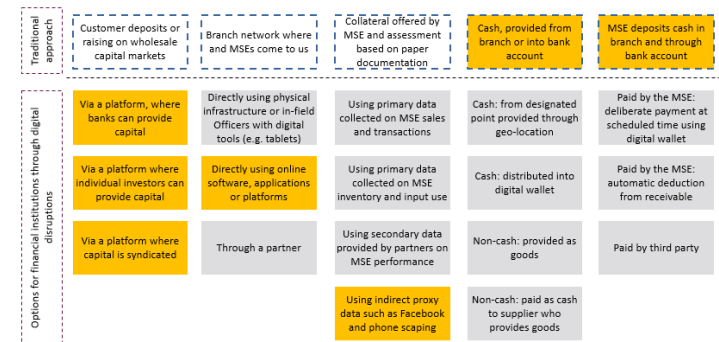 Traditional
approach
Customer deposits or
raising on wholesale
capital markets
Branch network where
and MSEs come to us
Collateral offered by
MSE and assessment
based on paper
documentation
Cash, provided from
branch or into bank
account
MSE deposits cash in
branch and through
bank account
Options for financial institutions through digital
disruptions
Via a platform, where
banks can provide
capital
Directly using physical
infrastructure or in-field
Officers with digital
tools (e.g. tablets)
Using primary data
collected on MSE sales
and transactions
Cash: from designated
point provided through
geo-location
Paid by the MSE:
deliberate payment at
scheduled time using
digital wallet
Via a platform where
individual investors can
provide capital
Directly using online
software, applications
or platforms
Using primary data
collected on MSE
inventory and input use
Cash: distributed into
digital wallet
Paid by the MSE:
automatic deduction
from receivable
Via a platform where
capital is syndicated
Through a partner
Using secondary data
provided by partners on
MSE performance
Non-cash: provided as
goods
Paid by third party
Using indirect proxy
data such as Facebook
and phone scaping
Non-cash: paid as cash
to supplier who
provides goods